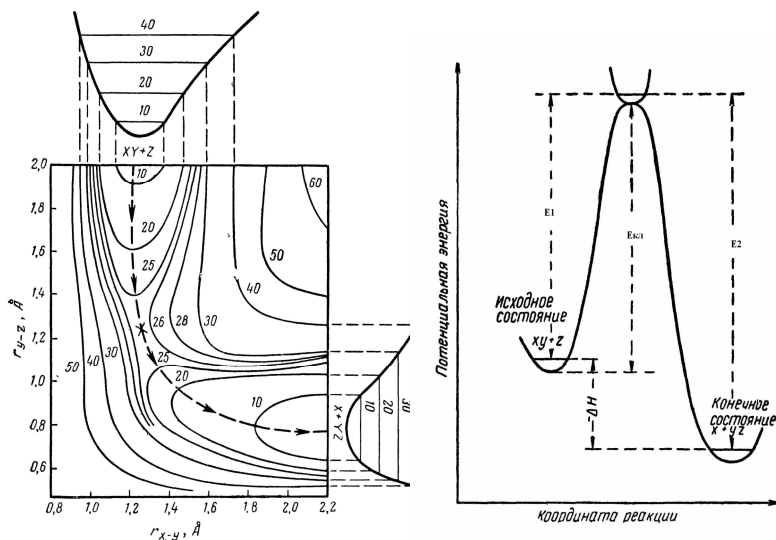 40
30
20
10
XY+Z
2,0
1,8
1,6
1,4
1,2
1,0
0,8
0,6
r y-z, Å
10
20
25
26
28
30
40
50
60
50
40
30
25
20
10
X+YZ
10
20
30
0,8
1,0
1,2
1,4
1,6
1,8
2,0
2,2
r x-y, Å
Потенциальная энергия
E1
Eкл
E2
Исходное
состояние
xy+z
ΔH
Конечное
состояние
x+yz
Координата реакции